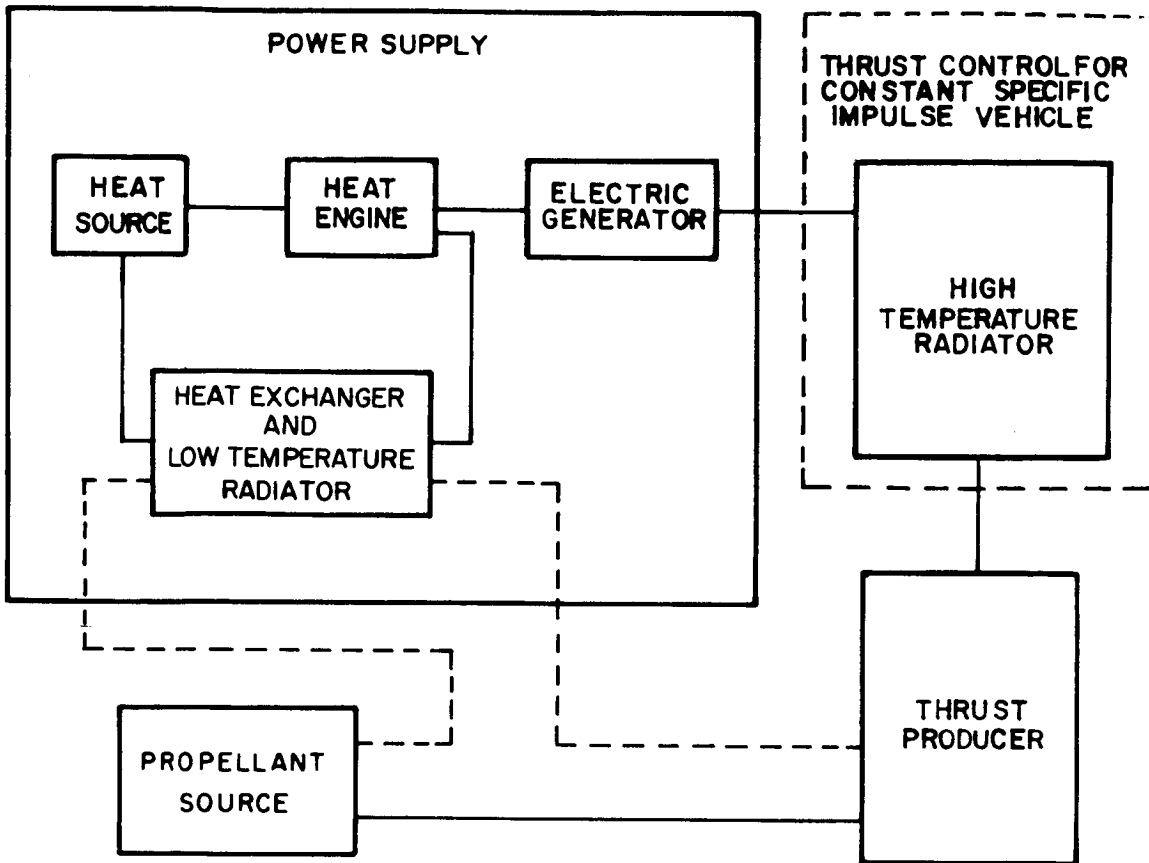 POWER SUPPLY
THRUST CONTROL FOR
CONSTANT SPECIFIC
IMPULSE VEHICLE
HEAT
SOURCE
HEAT
ENGINE
ELECTRIC
GENERATOR
HIGH
TEMPERATURE
RADIATOR
HEAT EXCHANGER
AND
LOW TEMPERATURE
RADIATOR
THRUST
PRODUCER
PROPELLANT
SOURCE